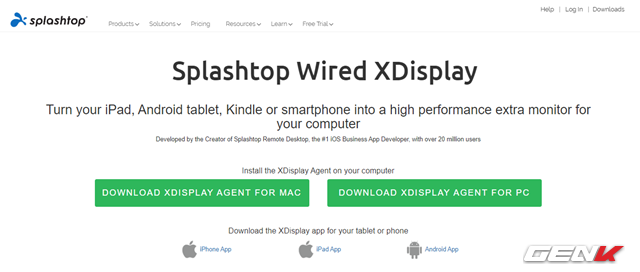 Help | Log in | Downloads
splashtop Products Solutions Pricing Resources Learn Free Trial
Splashtop Wired XDisplay
Turn your iPad, Android tablet, Kindle or smartphone into a high performance extra monitor for
your computer
Developed by the Creator of Splashtop Remote Desktop, the #1 IOS Business App Developer, with over 20 million users
Install the XDisplay Agent on your computer
DOWNLOAD XDISPLAY AGENT FOR MAC DOWNLOAD XDISPLAY AGENT FOR PC
Download the XDisplay app for your tablet or phone
iPhone App iPad App Android App
GENK